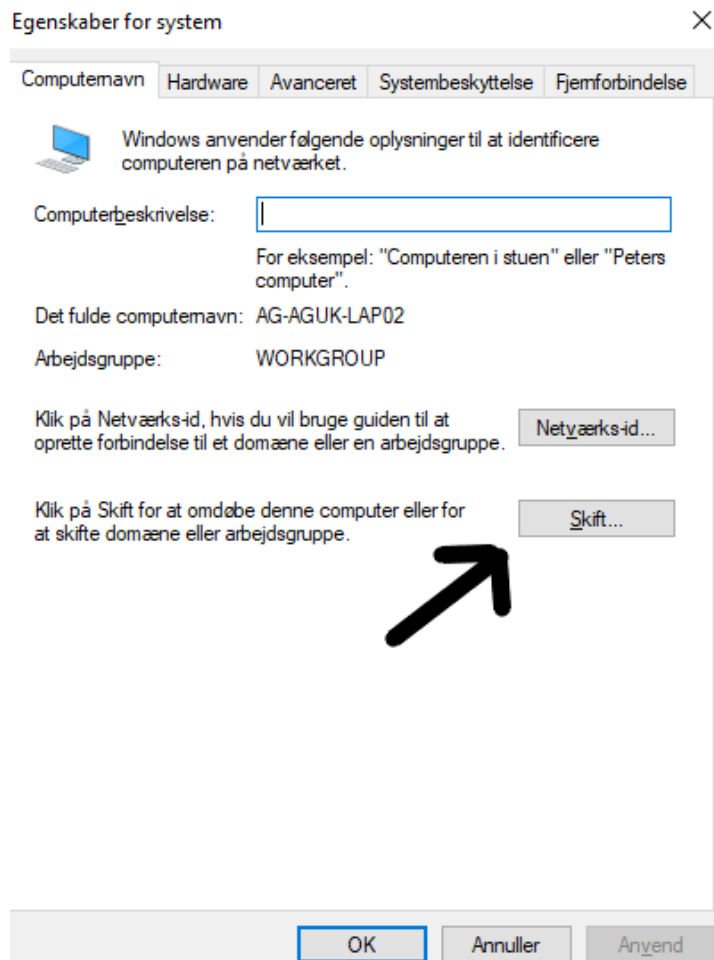 Egenskaber for system
Computernavn Hardware Avanceret Systembeskyttelse Fjernforbindelse
Windows anvender følgende oplysninger til at identificere
computeren på netværket.
Computerbeskrivelse:
For eksempel: "Computeren i stuen" eller "Peters
computer".
Det fulde computernavn: AG-AGUK-LAP02
Arbejdsgruppe: WORKGROUP
Klik på Netværks-id, hvis du vil bruge guiden til at
oprette forbindelse til et domæne eller en arbejdsgruppe.
Netværks-id...
Klik på Skift for at omdøbe denne computer eller for
at skifte domæne eller arbejdsgruppe.
Skift...
OK Annuller Anvend